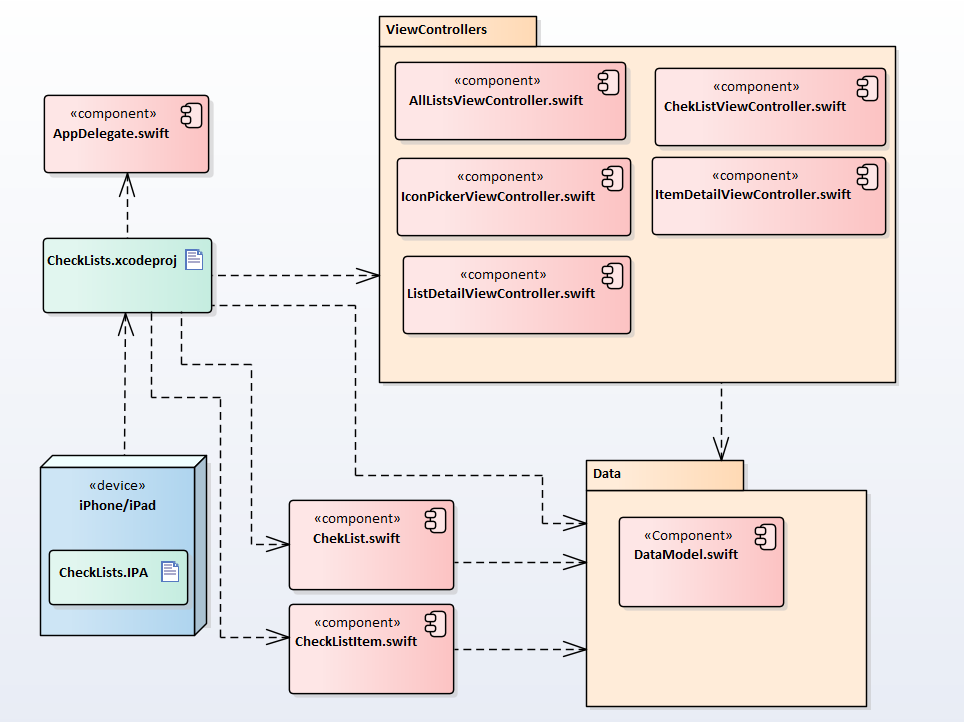 ViewControllers
«component»
AllListsViewController.swift
«component»
ChekListViewController.swift
«component»
AppDelegate.swift
«component»
IconPickerViewController.swift
«component»
ItemDetailViewController.swift
CheckLists.xcodeproj
«component»
ListDetailViewController.swift
Data
«device»
iPhone/iPad
«component»
ChekList.swift
«Component»
DataModel.swift
CheckLists.IPA
«component»
CheckListItem.swift